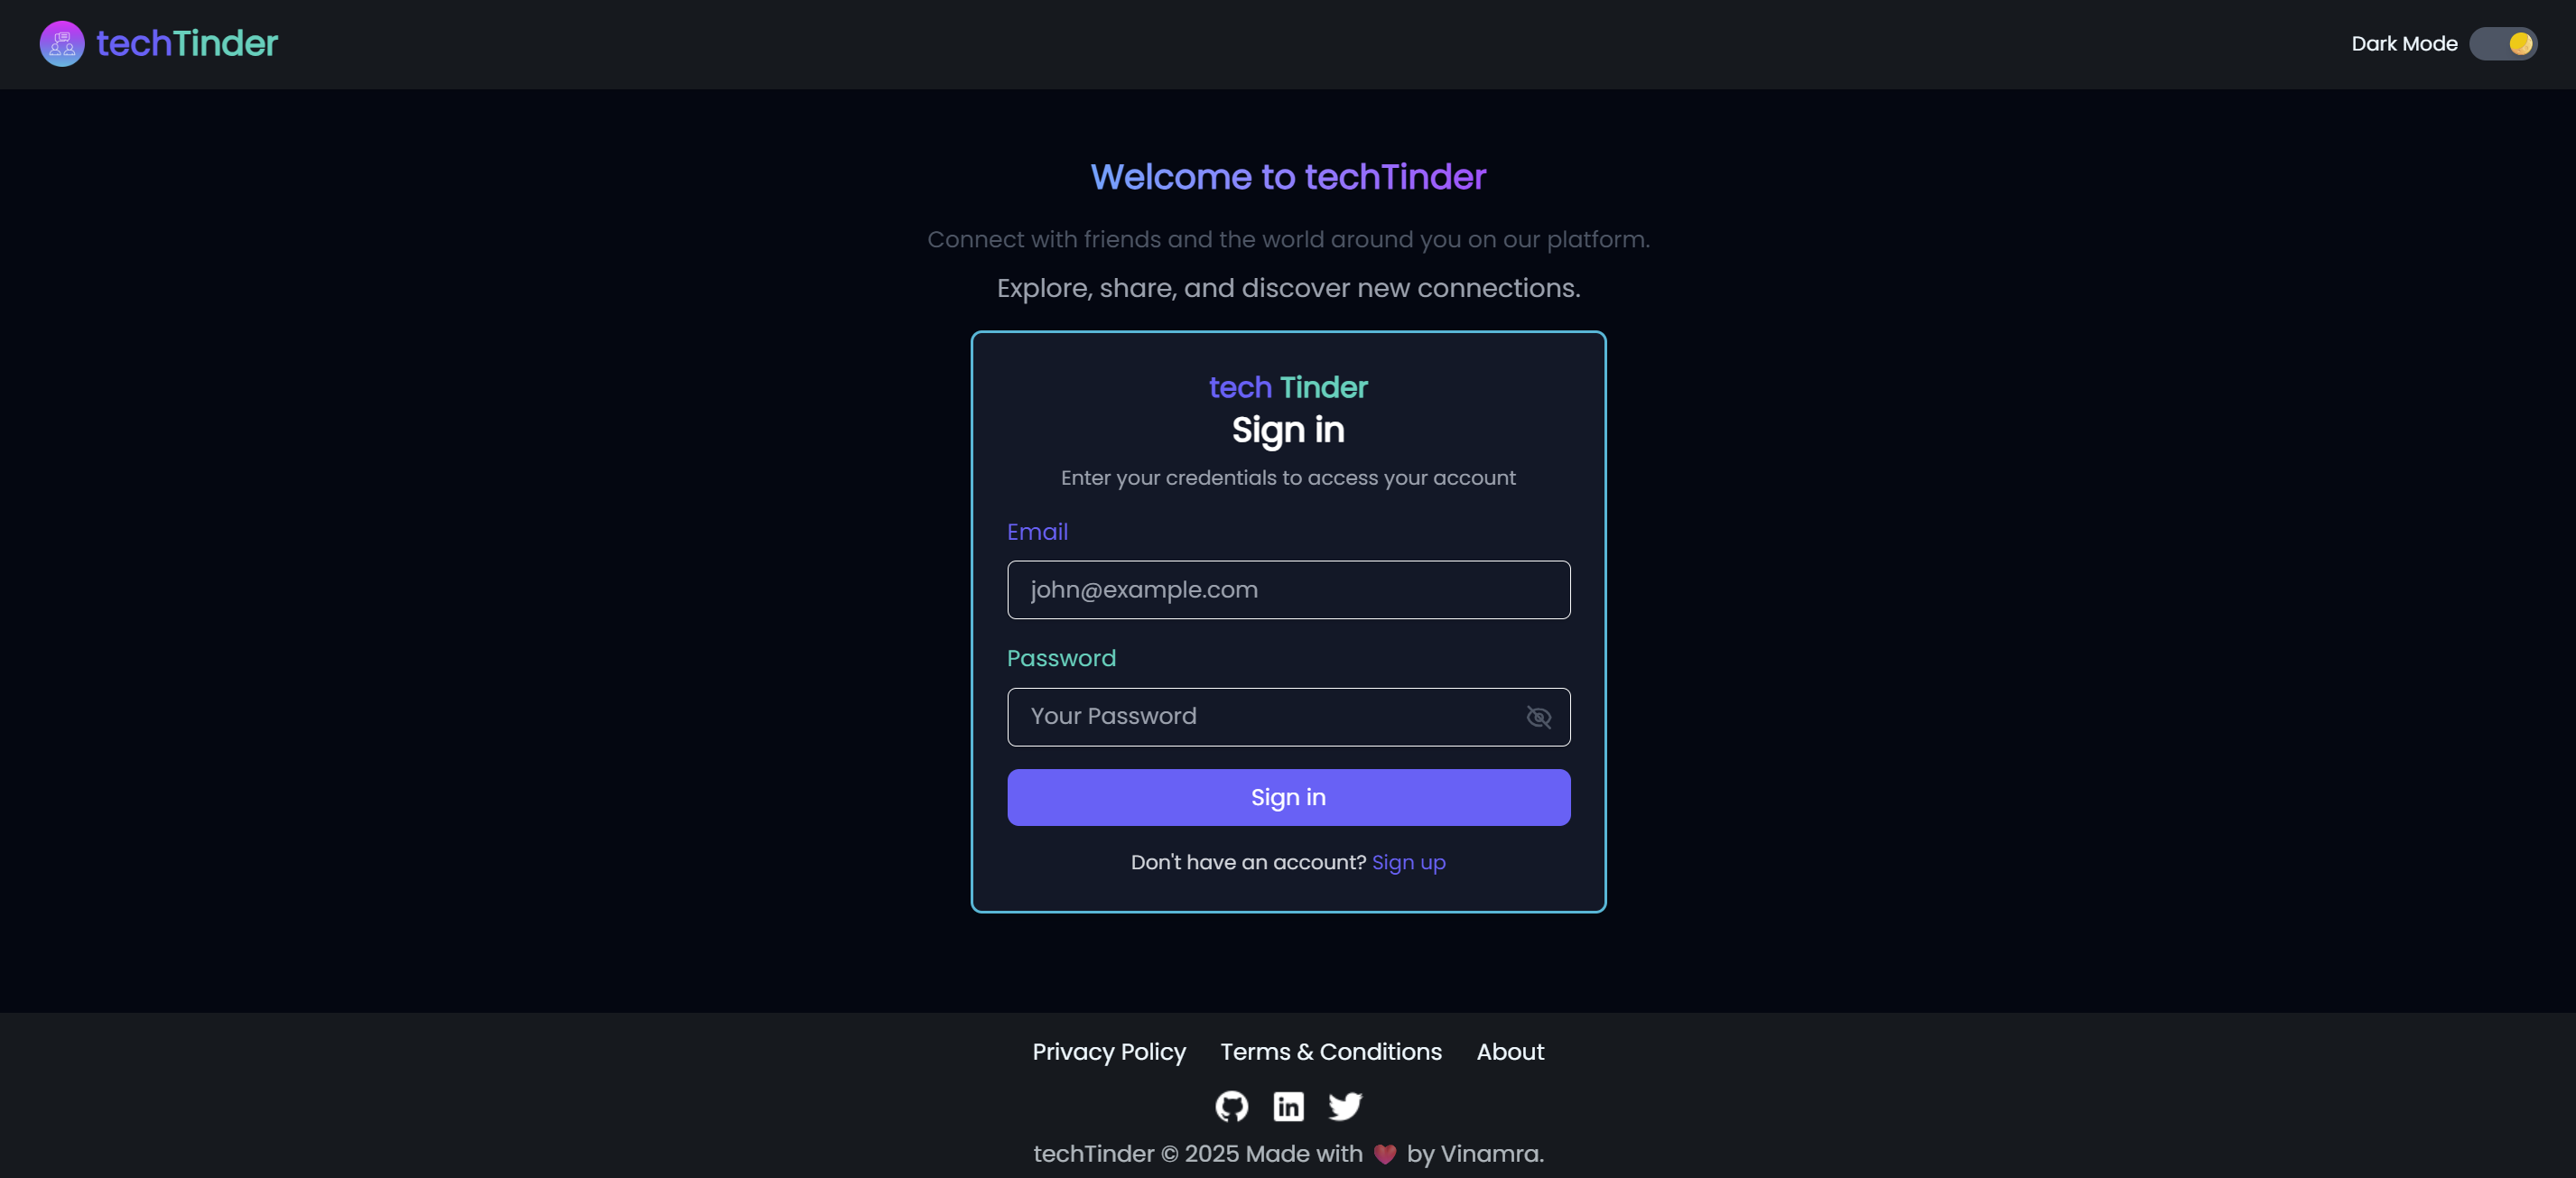 techTinder
Dark Mode
Welcome to techTinder
Connect with friends and the world around you on our platform.
Explore, share, and discover new connections.
tech Tinder
Sign in
Enter your credentials to access your account
Email
john@example.com
Password
Your Password
Sign in
Don't have an account? Sign up
Privacy Policy Terms & Conditions About
techTinder © 2025 Made with ❤️ by Vinamra.